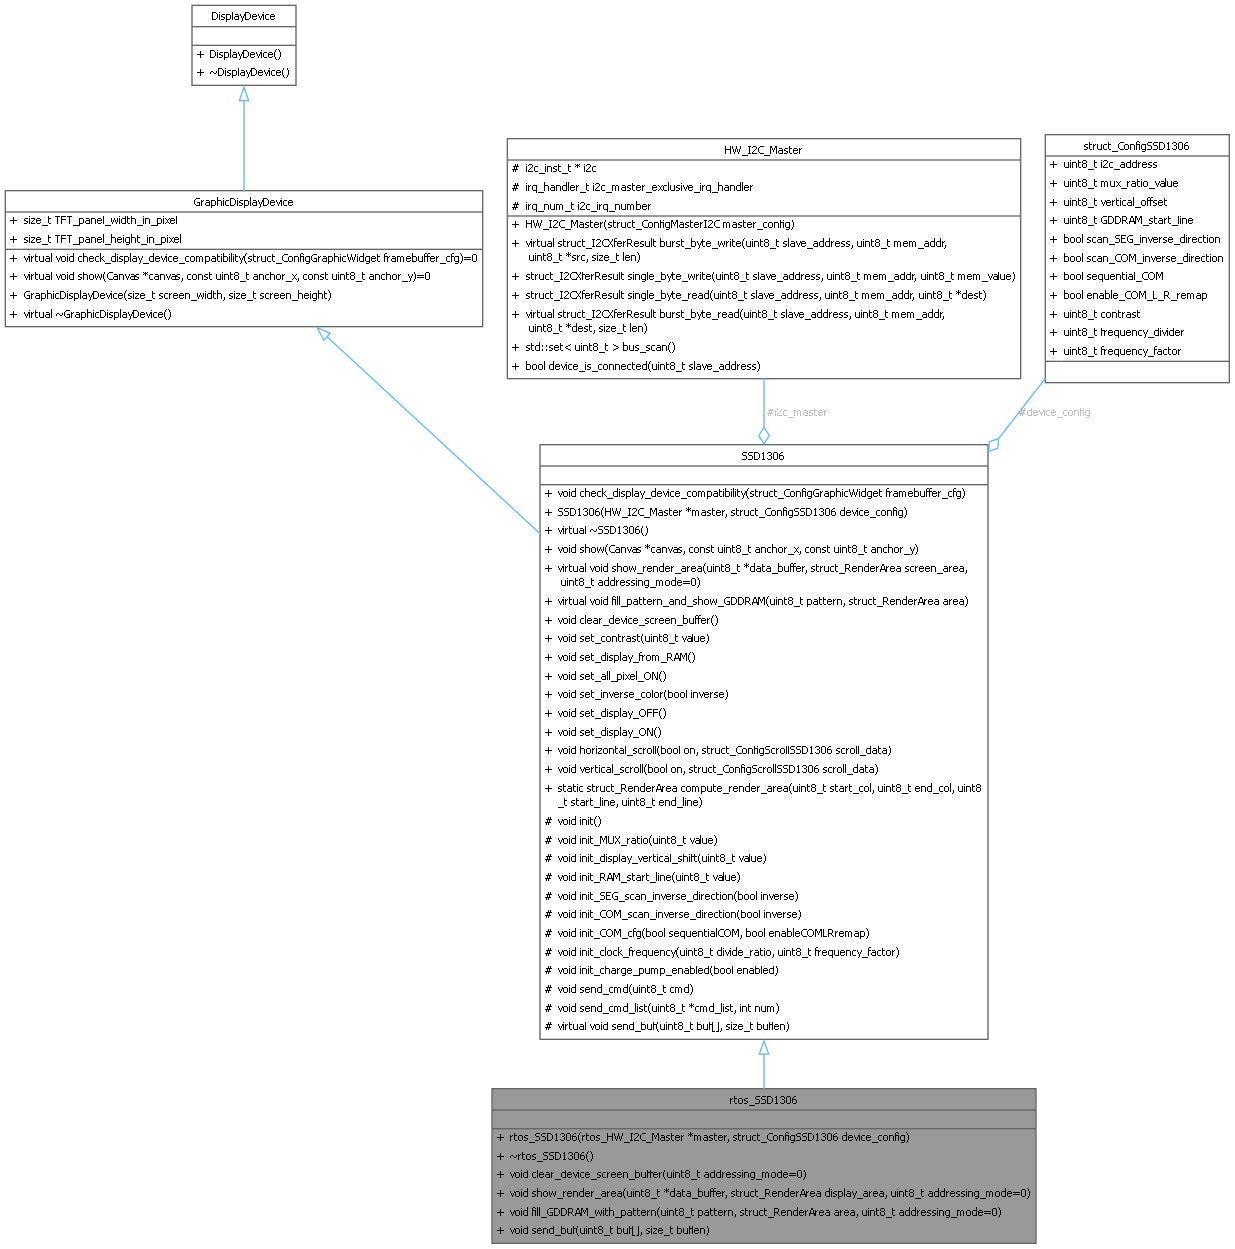 DisplayDevice
+ DisplayDevice()
+ ~DisplayDevice()
GraphicDisplayDevice
+ size_t TFT_panel_width_in_pixel
+ size_t TFT_panel_height_in_pixel
+ virtual void check_display_device_compatibility(struct_ConfigGraphicWidget framebuffer_cfg)=0
+ virtual void show(Canvas *canvas, const uint8_t anchor_x, const uint8_t anchor_y)=0
+ GraphicDisplayDevice(size_t screen_width, size_t screen_height)
+ virtual ~GraphicDisplayDevice()
HW_I2C_Master
# i2c_inst_t * i2c
# irq_handler_t i2c_master_exclusive_irq_handler
# irq_num_t i2c_irq_number
+ HW_I2C_Master(struct_ConfigMasterI2C master_config)
+ virtual struct_I2CXferResult burst_byte_write(uint8_t slave_address, uint8_t mem_addr,
uint8_t *src, size_t len)
+ struct_I2CXferResult single_byte_write(uint8_t slave_address, uint8_t mem_addr, uint8_t mem_value)
+ struct_I2CXferResult single_byte_read(uint8_t slave_address, uint8_t mem_addr, uint8_t *dest)
+ virtual struct_I2CXferResult burst_byte_read(uint8_t slave_address, uint8_t mem_addr,
uint8_t *dest, size_t len)
+ std::set< uint8_t > bus_scan()
+ bool device_is_connected(uint8_t slave_address)
struct_ConfigSSD1306
+ uint8_t i2c_address
+ uint8_t mux_ratio_value
+ uint8_t vertical_offset
+ uint8_t GDDRAM_start_line
+ bool scan_SEG_inverse_direction
+ bool scan_COM_inverse_direction
+ bool sequential_COM
+ bool enable_COM_L_R_remap
+ uint8_t contrast
+ uint8_t frequency_divider
+ uint8_t frequency_factor
#i2c_master
#device_config
SSD1306
+ void check_display_device_compatibility(struct_ConfigGraphicWidget framebuffer_cfg)
+ SSD1306(HW_I2C_Master *master, struct_ConfigSSD1306 device_config)
+ virtual ~SSD1306()
+ void show(Canvas *canvas, const uint8_t anchor_x, const uint8_t anchor_y)
+ virtual void show_render_area(uint8_t *data_buffer, struct_RenderArea screen_area,
uint8_t addressing_mode=0)
+ virtual void fill_pattern_and_show_GDDRAM(uint8_t pattern, struct_RenderArea area)
+ void clear_device_screen_buffer()
+ void set_contrast(uint8_t value)
+ void set_display_from_RAM()
+ void set_all_pixel_ON()
+ void set_inverse_color(bool inverse)
+ void set_display_OFF()
+ void set_display_ON()
+ void horizontal_scroll(bool on, struct_ConfigScrollSSD1306 scroll_data)
+ void vertical_scroll(bool on, struct_ConfigScrollSSD1306 scroll_data)
+ static struct_RenderArea compute_render_area(uint8_t start_col, uint8_t end_col, uint8
_t start_line, uint8_t end_line)
# void init()
# void init_MUX_ratio(uint8_t value)
# void init_display_vertical_shift(uint8_t value)
# void init_RAM_start_line(uint8_t value)
# void init_SEG_scan_inverse_direction(bool inverse)
# void init_COM_scan_inverse_direction(bool inverse)
# void init_COM_cfg(bool sequentialCOM, bool enableCOMLRremap)
# void init_clock_frequency(uint8_t divide_ratio, uint8_t frequency_factor)
# void init_charge_pump_enabled(bool enabled)
# void send_cmd(uint8_t cmd)
# void send_cmd_list(uint8_t *cmd_list, int num)
# virtual void send_buf(uint8_t buf[], size_t buflen)
rtos_SSD1306
+ rtos_SSD1306(rtos_HW_I2C_Master *master, struct_ConfigSSD1306 device_config)
+ ~rtos_SSD1306()
+ void clear_device_screen_buffer(uint8_t addressing_mode=0)
+ void show_render_area(uint8_t *data_buffer, struct_RenderArea display_area, uint8_t addressing_mode=0)
+ void fill_GDDRAM_with_pattern(uint8_t pattern, struct_RenderArea area, uint8_t addressing_mode=0)
+ void send_buf(uint8_t buf[], size_t buflen)